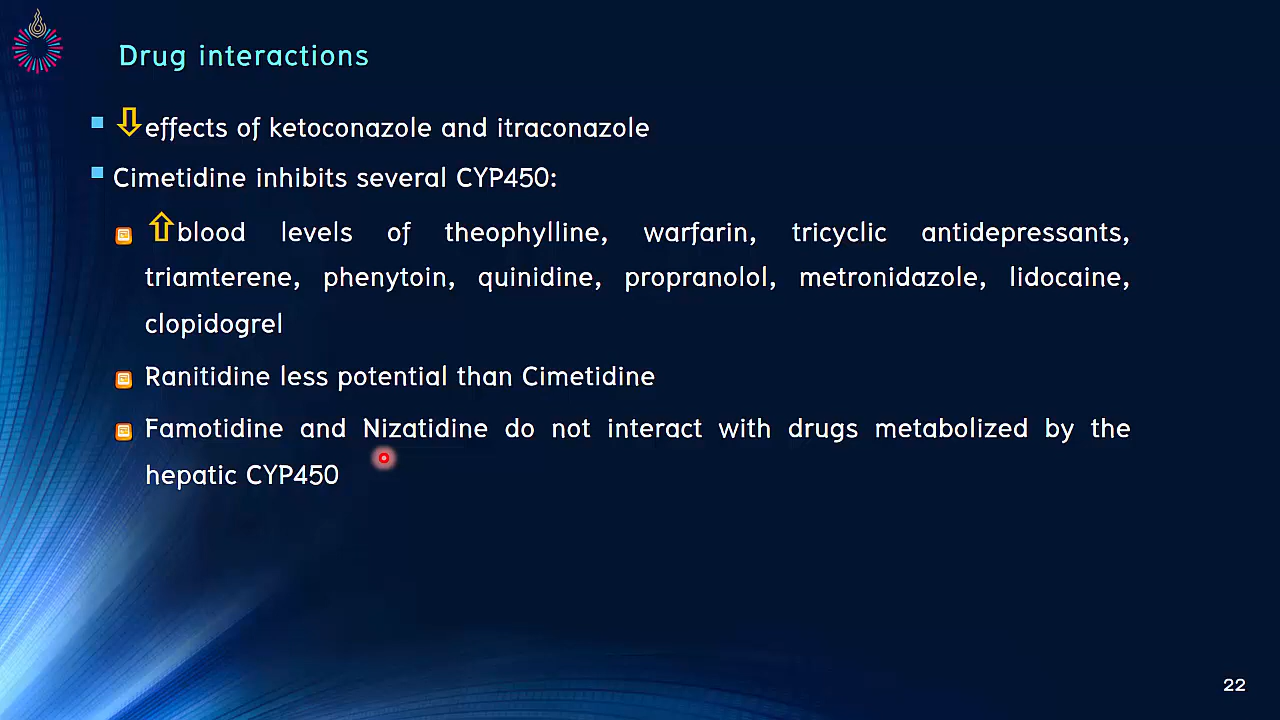 Drug interactions
⇩effects of ketoconazole and itraconazole
Cimetidine inhibits several CYP450:
⇧blood levels of theophylline, warfarin, tricyclic antidepressants,
triamterene, phenytoin, quinidine, propranolol, metronidazole, lidocaine,
clopidogrel
Ranitidine less potential than Cimetidine
Famotidine and Nizatidine do not interact with drugs metabolized by the
hepatic CYP450
22